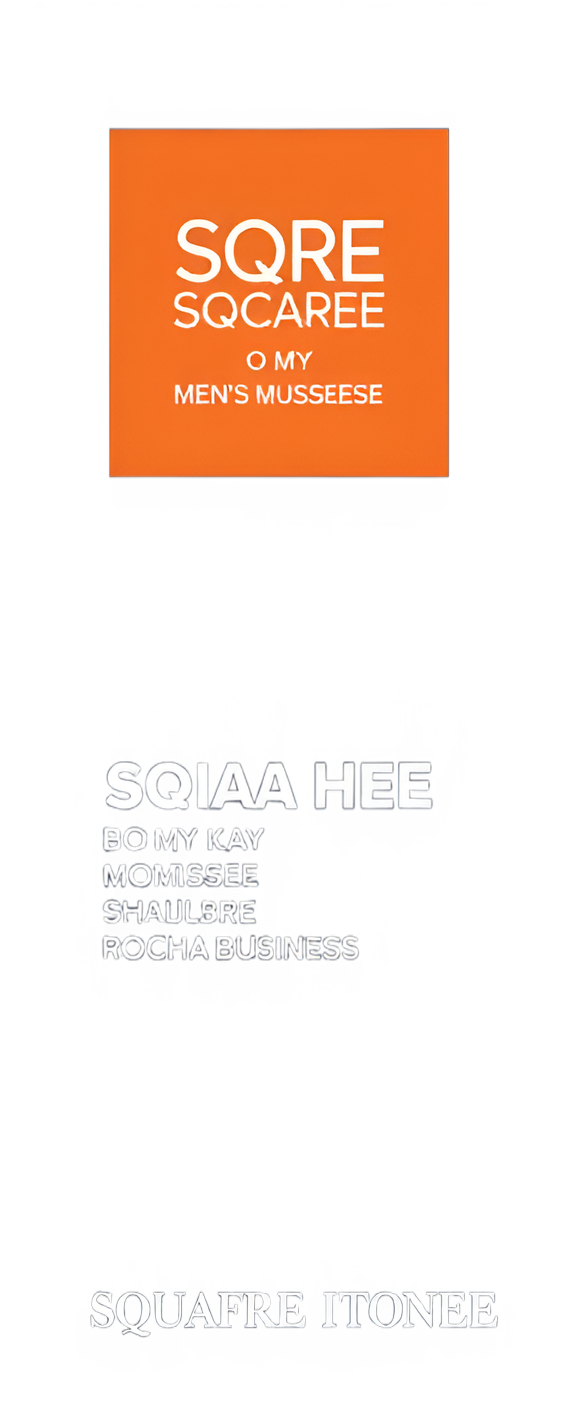 SQRE
SQCAREE
O MY
MEN'S MUSSEESE
SQIAA HEE
BO MY KAY
MOMISSEE
SHAULBRE
ROCHA BUSINESS
SQUAFRE ITONEE